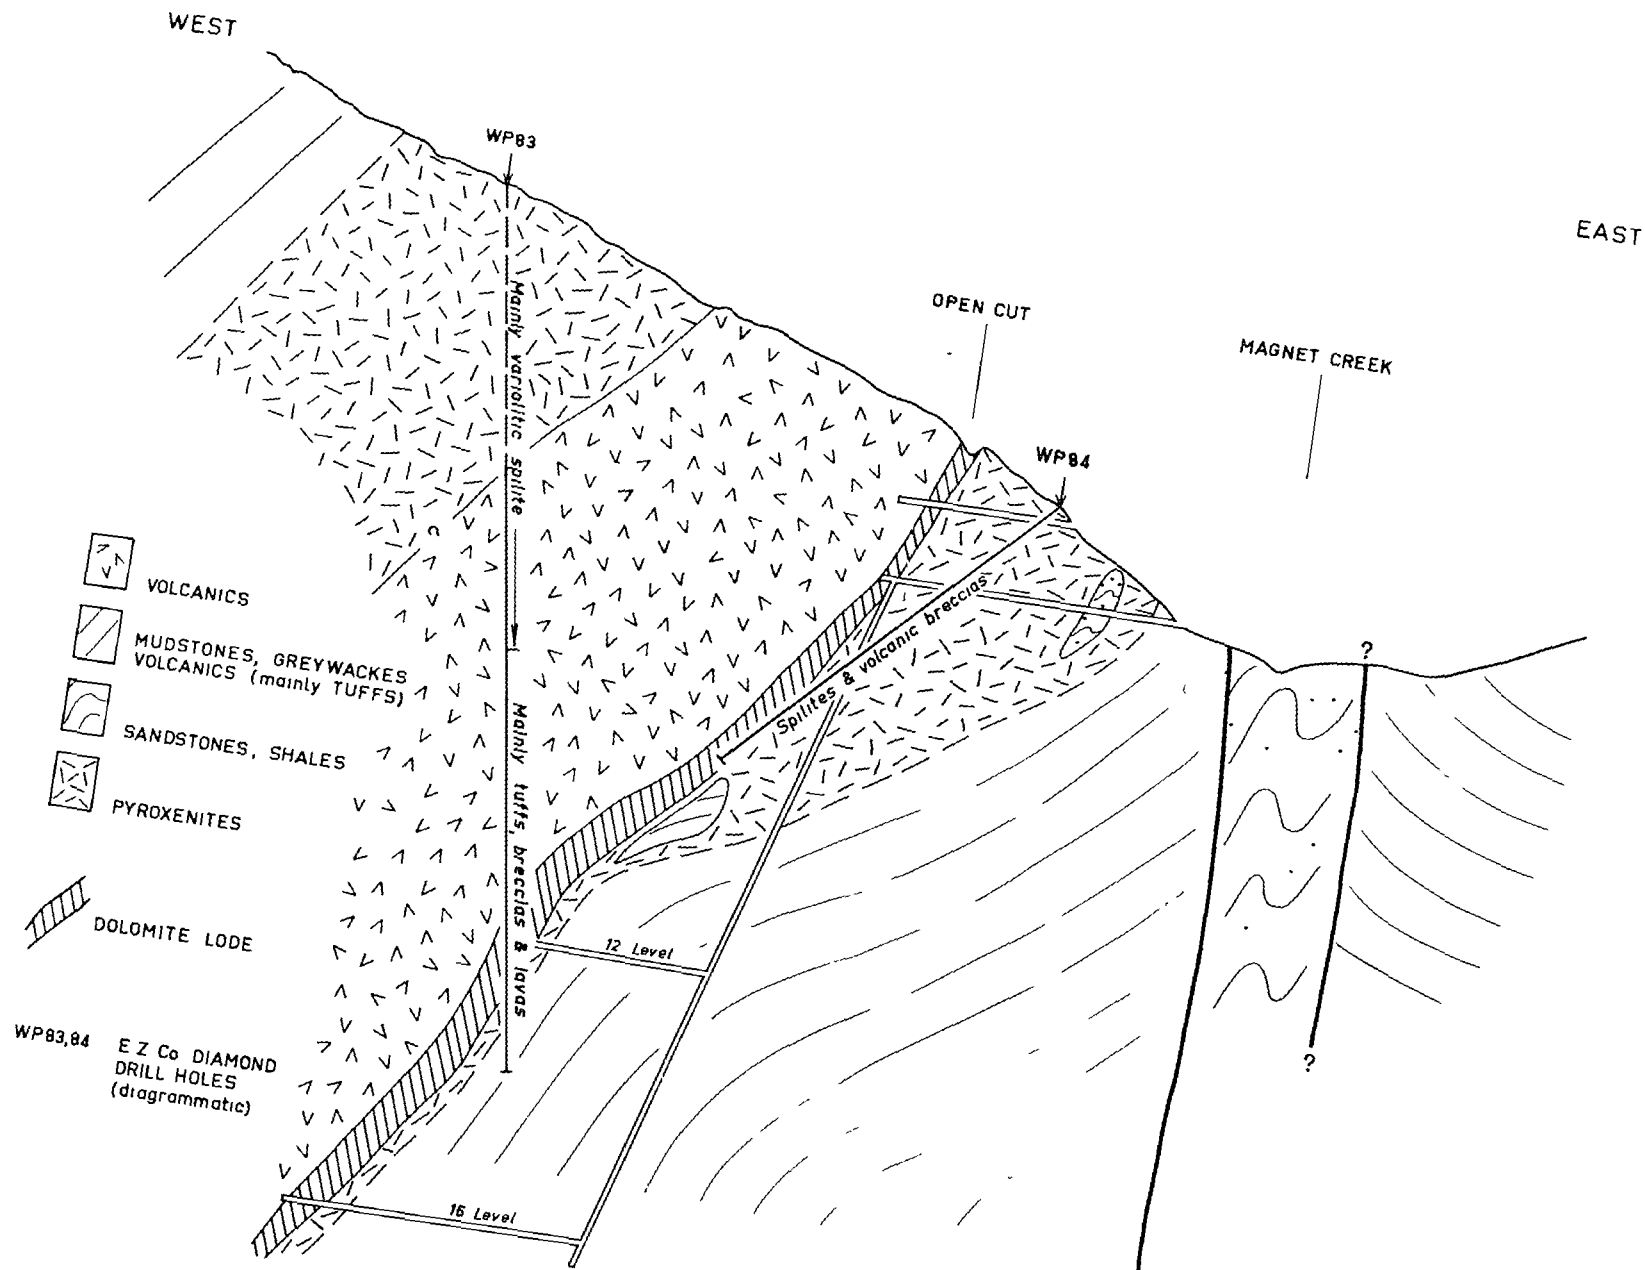 WEST
WP83
EAST
OPEN CUT
MAGNET CREEK
WP84
Mainly variolitic spilite
Spilites & volcanic breccias
Mainly tuffs, breccias & lavas
?
?
12 Level
16 Level
VOLCANICS
MUDSTONES, GREYWACKES
VOLCANICS (mainly TUFFS)
SANDSTONES, SHALES
PYROXENITES
DOLOMITE LODE
WP83,84 E Z Co DIAMOND
DRILL HOLES
(diagrammatic)